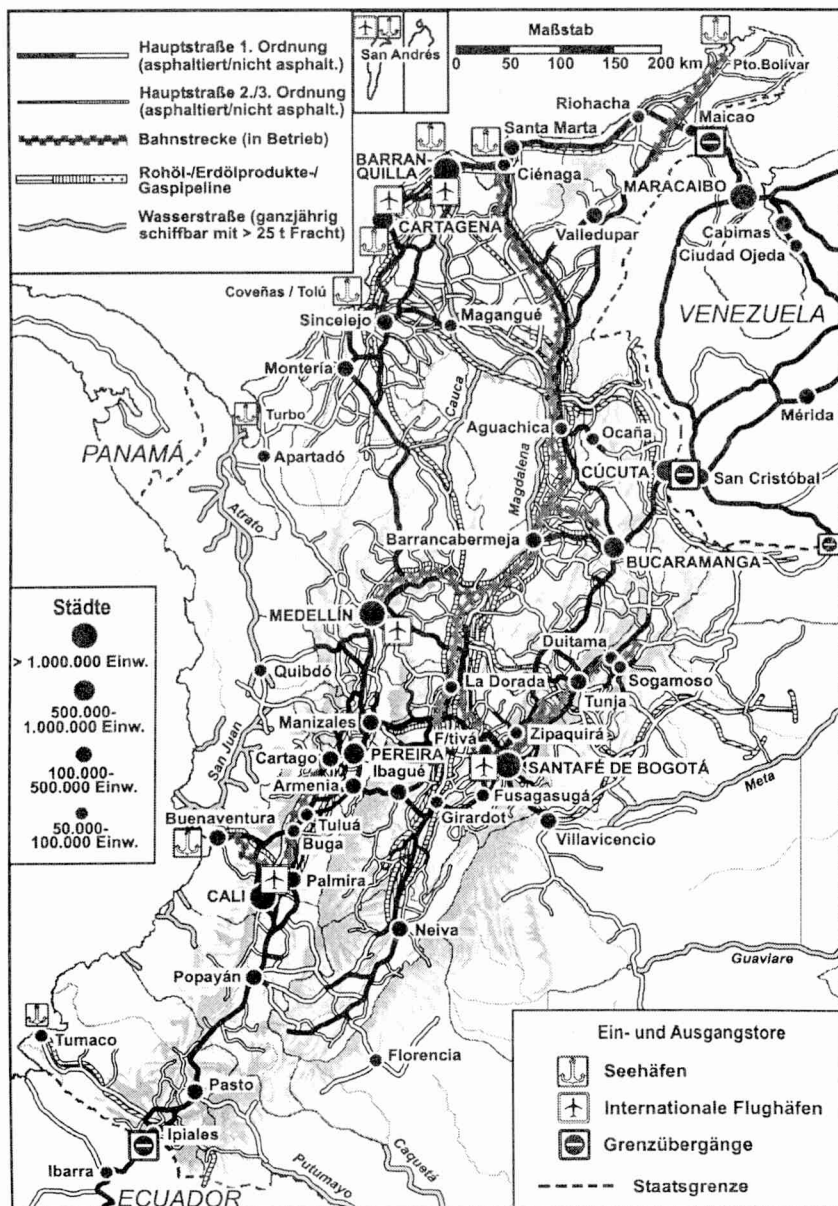 Hauptstraße 1. Ordnung
(asphaltiert/nicht asphalt.)
Hauptstraße 2./3. Ordnung
(asphaltiert/nicht asphalt.)
Bahnstrecke (in Betrieb)
Rohöl-/Erdölprodukte-/
Gaspipeline
Wasserstraße (ganzjährig
schiffbar mit > 25 t Fracht)
San Andrés
Maßstab
0 50 100 150 200 km
Pto.Bolívar
Riohacha
Maicao
Santa Marta
BARRAN-
QUILLA
Ciénaga
MARACAIBO
CARTAGENA
Valledupar
Cabimas
Ciudad Ojeda
Coveñas / Tolú
Sincelejo
Magangué
VENEZUELA
Montería
Cauca
Mérida
Turbo
Aguachica
Ocaña
PANAMÁ
Apartadó
Magdalena
CÚCUTA
San Cristóbal
Atrato
Barrancabermeja
BUCARAMANGA
Städte
> 1.000.000 Einw.
500.000-
1.000.000 Einw.
100.000-
500.000 Einw.
50.000-
100.000 Einw.
MEDELLÍN
Duitama
Quibdó
La Dorada
Sogamoso
Tunja
Manizales
San Juan
F/tivá
Zipaquirá
Cartago
PEREIRA
Ibagué
SANTAFÉ DE BOGOTÁ
Meta
Armenia
Fusagasugá
Buenaventura
Tuluá
Girardot
Buga
Villavicencio
Palmira
CALI
Neiva
Popayán
Guaviare
Tumaco
Florencia
Pasto
Ipiales
Ibarra
Putumayo
Caquetá
ECUADOR
Ein- und Ausgangstore
Seehäfen
Internationale Flughäfen
Grenzübergänge
Staatsgrenze